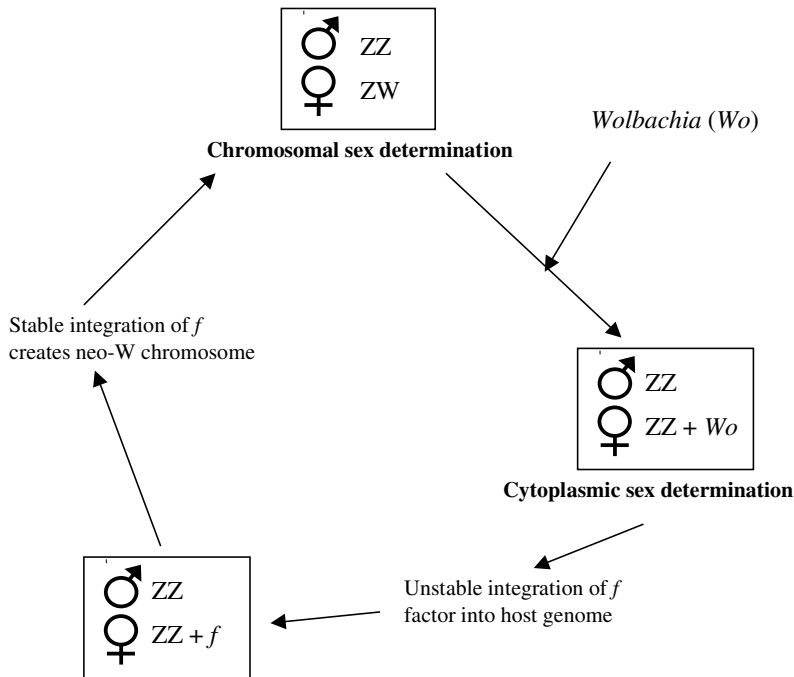 ZZ
ZW
Chromosomal sex determination
Wolbachia (Wo)
ZZ
ZZ + Wo
Cytoplasmic sex determination
Unstable integration of f
factor into host genome
ZZ
ZZ + f
Stable integration of f
creates neo-W chromosome